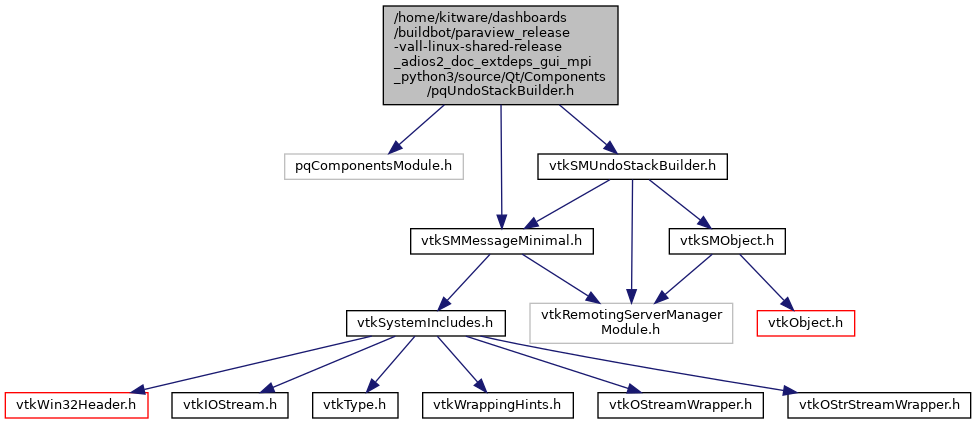 /home/kitware/dashboards
/buildbot/paraview_release
-vall-linux-shared-release
_adios2_doc_extdeps_gui_mpi
_python3/source/Qt/Components
/pqUndoStackBuilder.h
pqComponentsModule.h
vtkSMUndoStackBuilder.h
vtkSMMessageMinimal.h
vtkSMObject.h
vtkSystemIncludes.h
vtkRemotingServerManager
Module.h
vtkObject.h
vtkWin32Header.h
vtkIOStream.h
vtkType.h
vtkWrappingHints.h
vtkOStreamWrapper.h
vtkOStrStreamWrapper.h